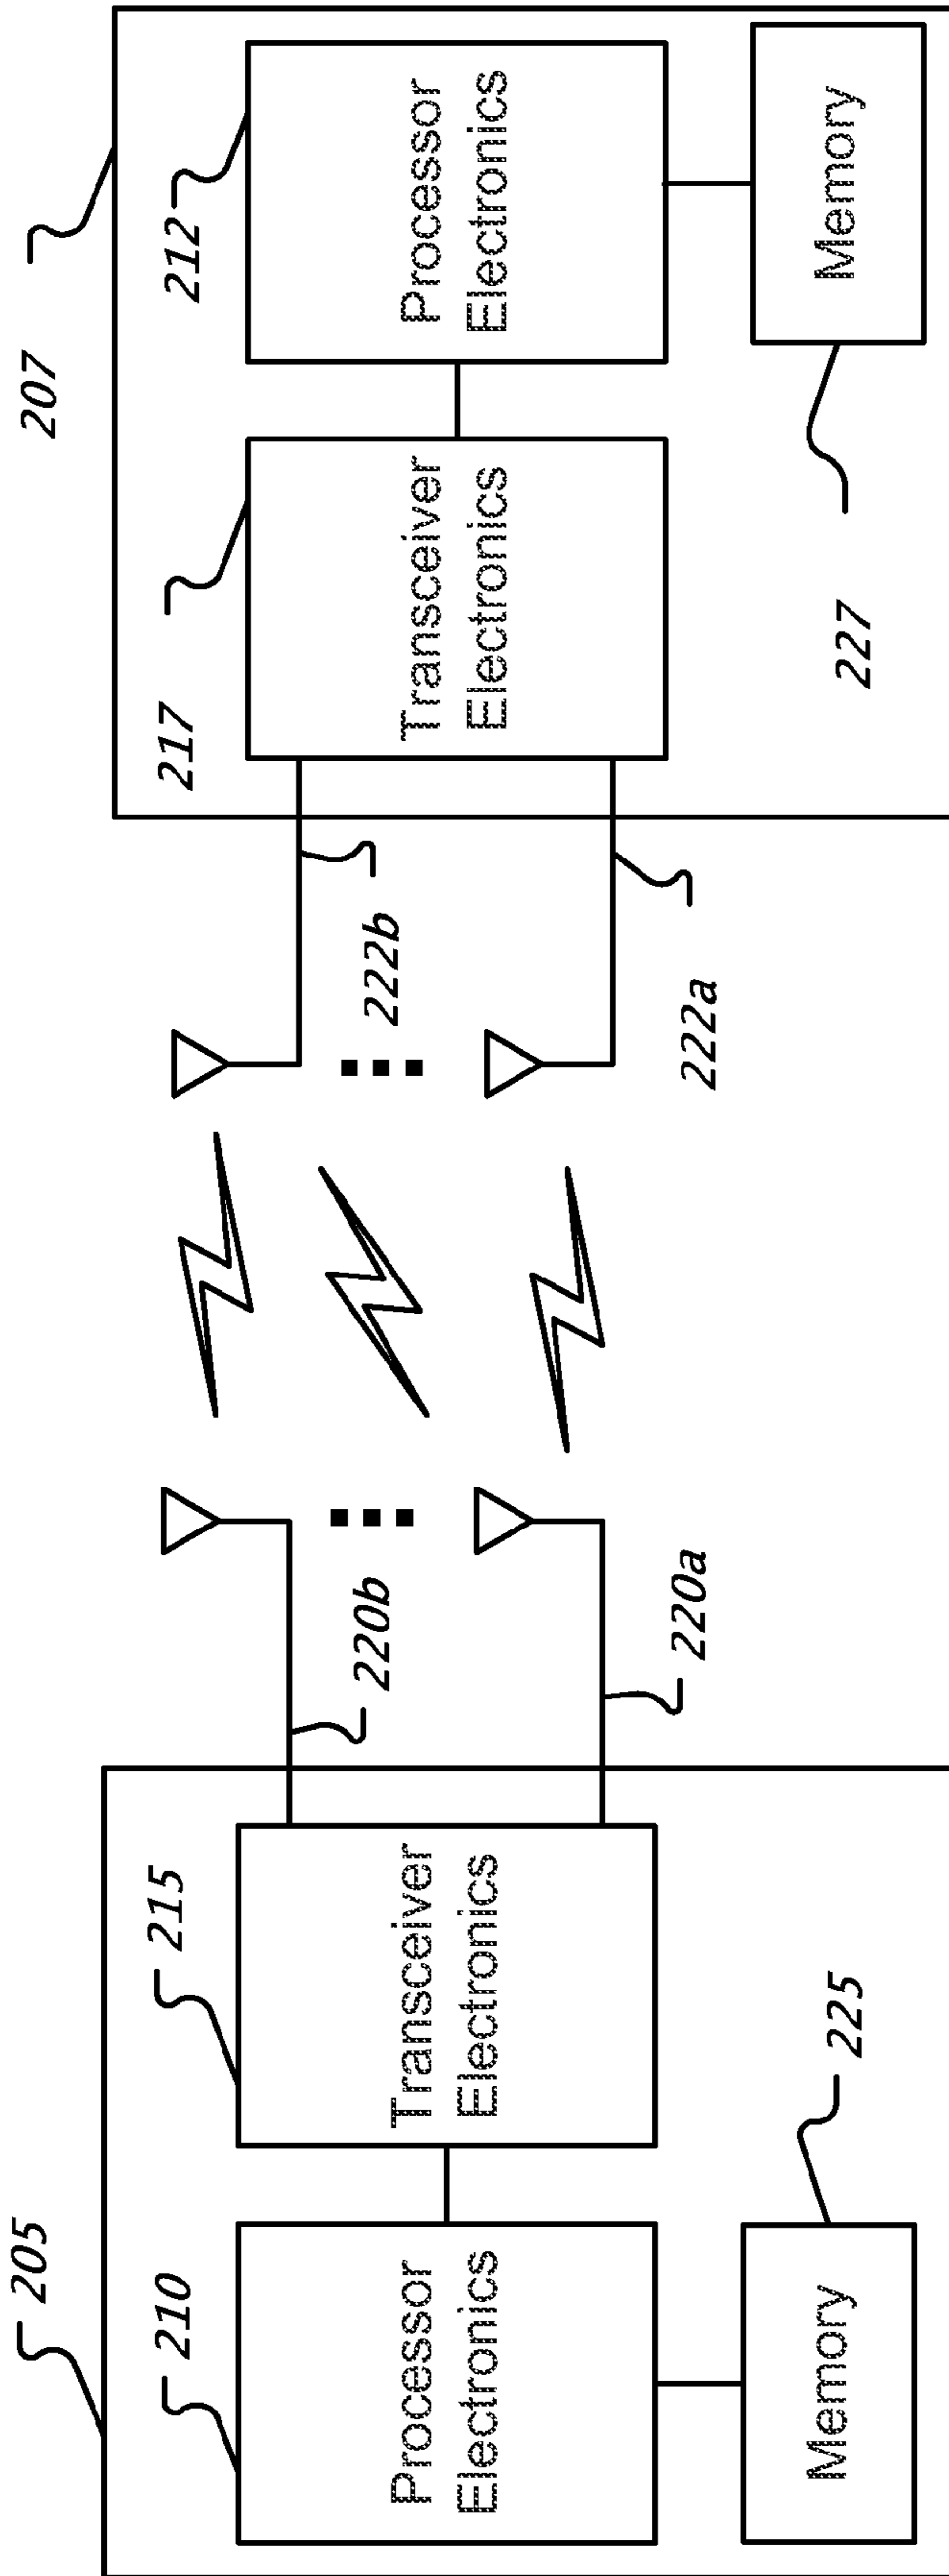 205
207
210
215
217
212
Processor
Electronics
Transceiver
Electronics
Transceiver
Electronics
Processor
Electronics
220b
222b
220a
222a
Memory
225
227
Memory